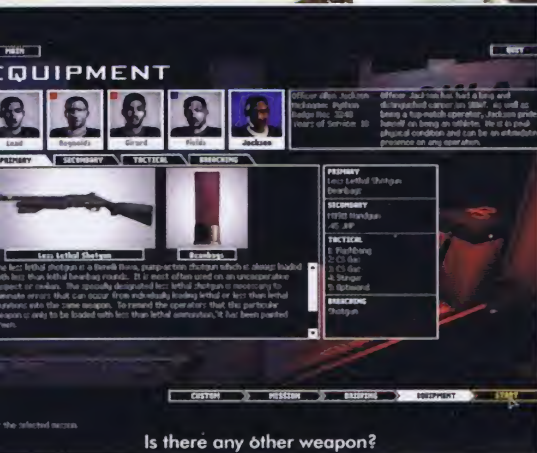 MAIN
QUIT
EQUIPMENT
Lead
Reynolds
Girard
Fields
Jackson
Officer Allen Jackson
Nickname: Python
Badge No: 3248
Years of Service: 10
Officer Jackson has had a long and
distinguished career on SWAT. As well as
being a top-notch operator, Jackson prides
himself on being an athlete. He is in peak
physical condition and can be an
presence on any operation.
PRIMARY
SECONDARY
TACTICAL
BREACHING
Less Lethal Shotgun
Beanbags
less lethal shotgun is a Benelli Nova, pump-action shotgun which is always loaded
with less than lethal beanbag rounds. It is most often used on an uncooperative
suspect or civilian. The specially designated less lethal shotgun is necessary to
errors that can occur from individually loading lethal or less than lethal
munitions into the same weapon. To remind the operators that this particular
weapon is only to be loaded with less than lethal ammunition, it has been painted
PRIMARY
Less Lethal Shotgun
Beanbags
SECONDARY
Handgun
.45 JHP
TACTICAL
1: Flashbang
2: CS Gas
3: CS Gas
4: Stinger
5: Optiwand
BREACHING
Shotgun
CUSTOM
MISSION
BRIEFING
EQUIPMENT
START
the selected mission
Is there any other weapon?